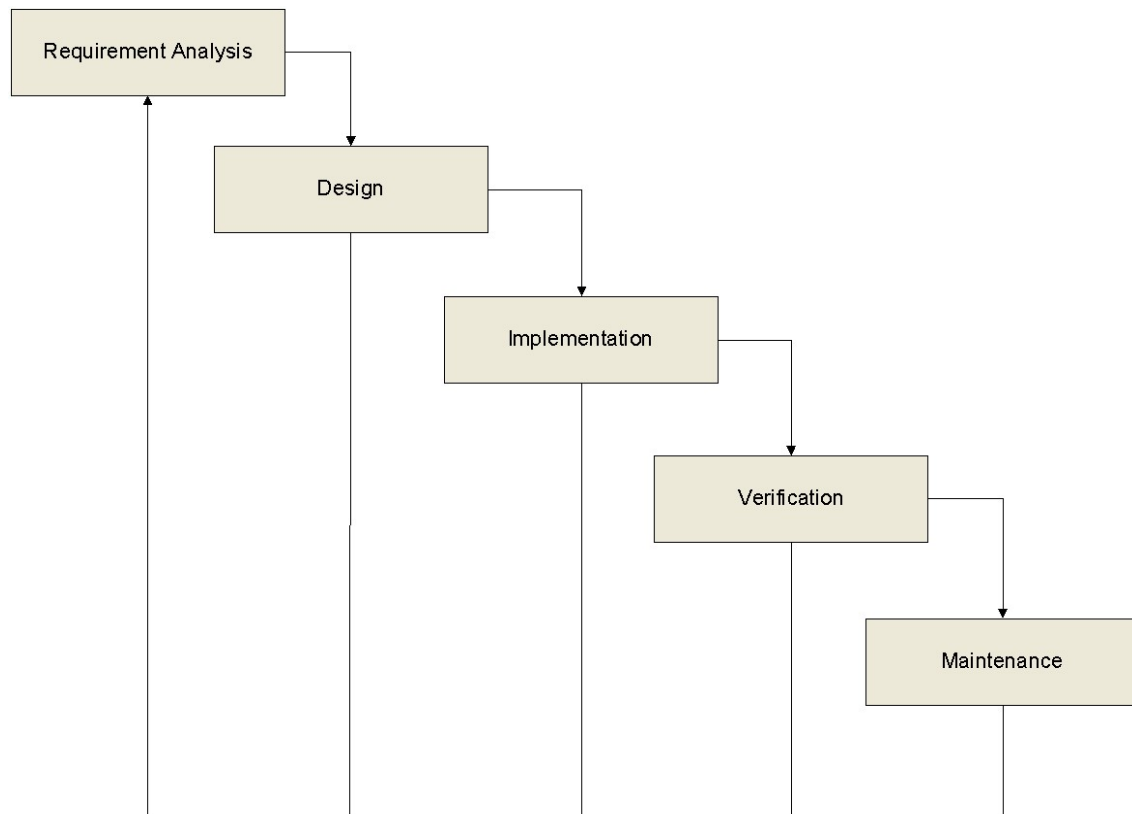 Requirement Analysis
Design
Implementation
Verification
Maintenance